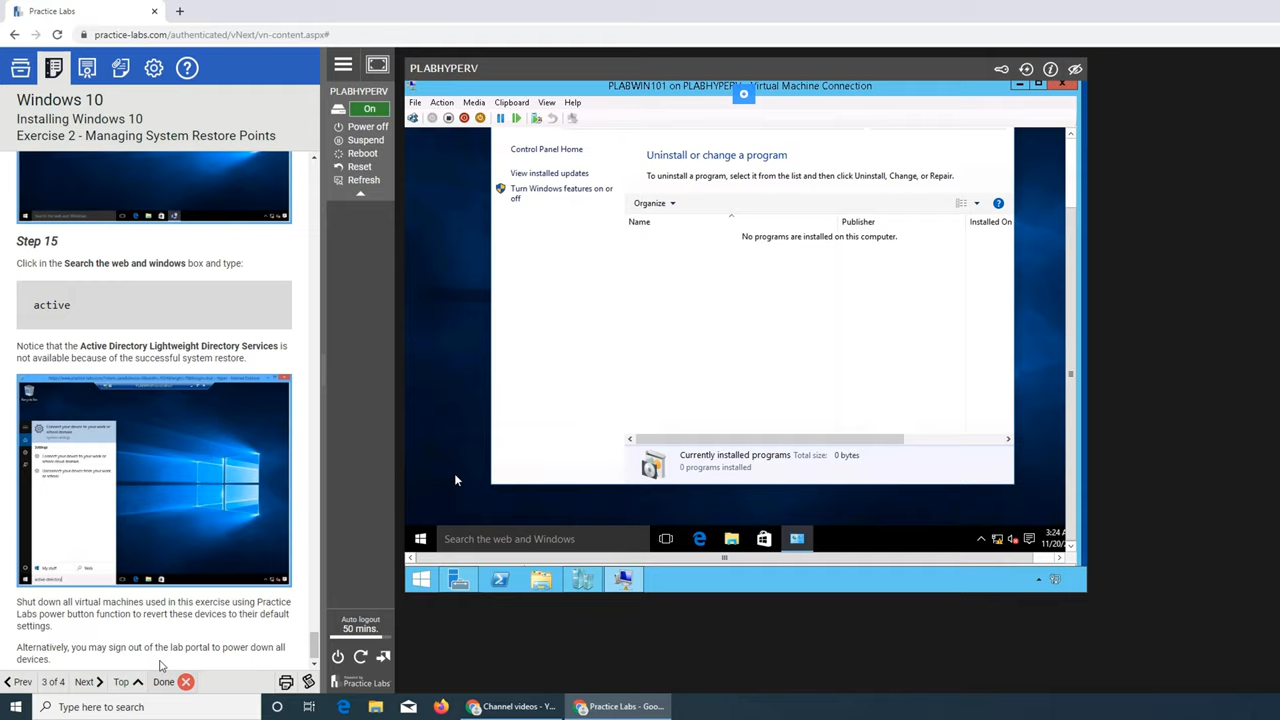 Practice Labs
practice-labs.com/authenticated/vNext/vn-content.aspx#
Windows 10
Installing Windows 10
Exercise 2 - Managing System Restore Points
Step 15
Click in the Search the web and windows box and type:
active
Notice that the Active Directory Lightweight Directory Services is
not available because of the successful system restore.
Shut down all virtual machines used in this exercise using Practice
Labs power button function to revert these devices to their default
settings.
Alternatively, you may sign out of the lab portal to power down all
devices.
Prev 3 of 4 Next Top Done
PLABHYPERV
On
Power off
Suspend
Reboot
Reset
Refresh
Auto logout
50 mins.
Practice Labs
PLABHYPERV
PLABWIN101 on PLABHYPERV - Virtual Machine Connection
File Action Media Clipboard View Help
Control Panel Home
View installed updates
Turn Windows features on or
off
Uninstall or change a program
To uninstall a program, select it from the list and then click Uninstall, Change, or Repair.
Organize
Name Publisher Installed On
No programs are installed on this computer.
Currently installed programs Total size: 0 bytes
0 programs installed
Search the web and Windows
3:24 A
11/20/
Type here to search
Channel videos - Y...
Practice Labs - Goo...